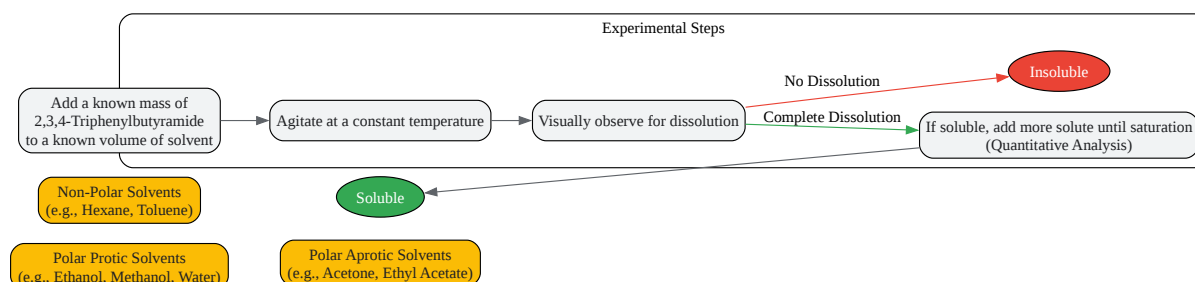 Experimental Steps
Add a known mass of
2,3,4-Triphenylbutyramide
to a known volume of solvent
Agitate at a constant temperature
Visually observe for dissolution
No Dissolution
Insoluble
Complete Dissolution
If soluble, add more solute until saturation
(Quantitative Analysis)
Non-Polar Solvents
(e.g., Hexane, Toluene)
Soluble
Polar Protic Solvents
(e.g., Ethanol, Methanol, Water)
Polar Aprotic Solvents
(e.g., Acetone, Ethyl Acetate)